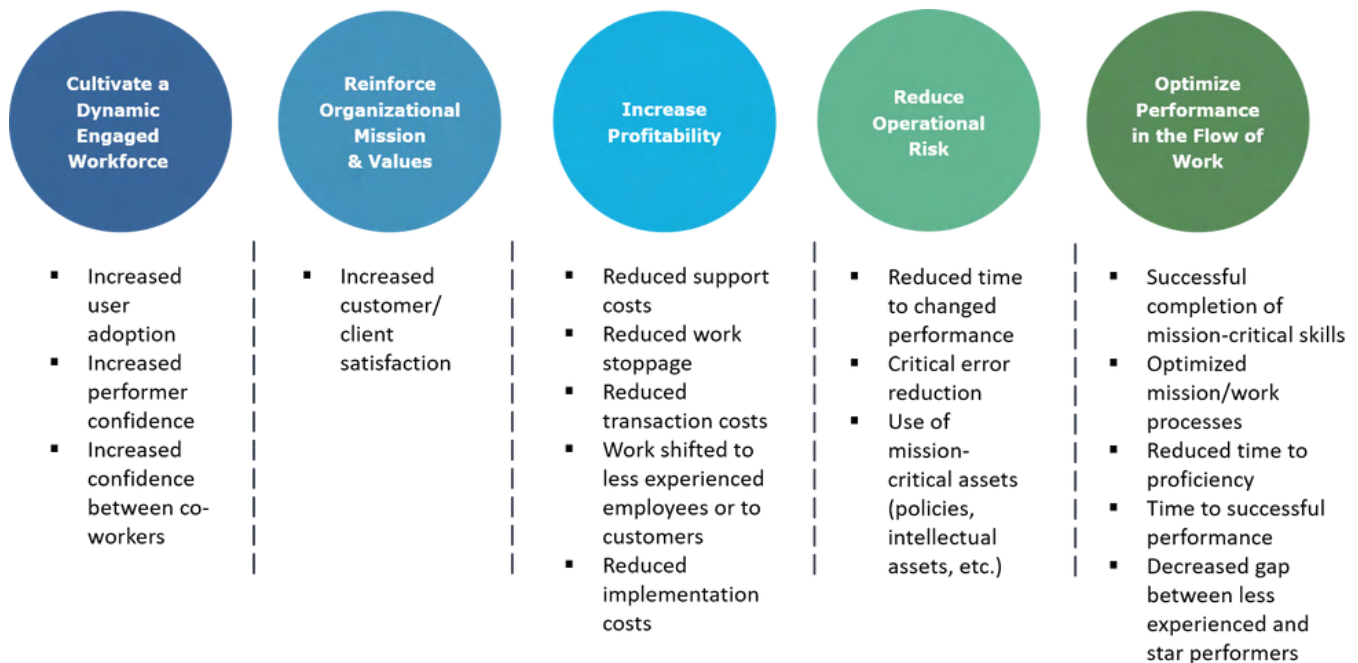 Cultivate a
Dynamic
Engaged
Workforce
Reinforce
Organizational
Mission
& Values
Increase
Profitability
Reduce
Operational
Risk
Optimize
Performance
in the Flow of
Work
▪ Increased
user
adoption
▪ Increased
performer
confidence
▪ Increased
confidence
between co-
workers
▪ Increased
customer/
client
satisfaction
▪ Reduced support
costs
▪ Reduced work
stoppage
▪ Reduced
transaction costs
▪ Work shifted to
less experienced
employees or to
customers
▪ Reduced
implementation
costs
▪ Reduced time
to changed
performance
▪ Critical error
reduction
▪ Use of
mission-
critical assets
(policies,
intellectual
assets, etc.)
▪ Successful
completion of
mission-critical skills
▪ Optimized
mission/work
processes
▪ Reduced time to
proficiency
▪ Time to successful
performance
▪ Decreased gap
between less
experienced and
star performers